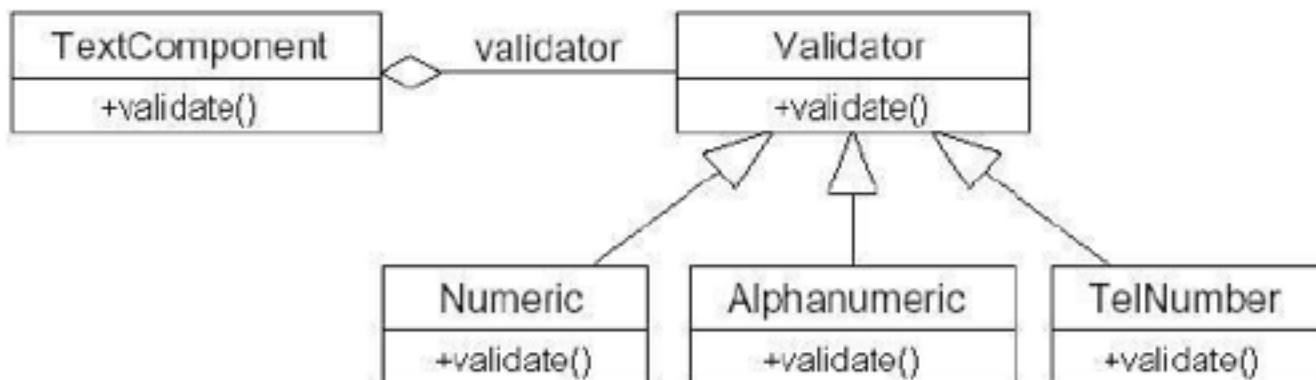 TextComponent
+validate()
validator
Validator
+validate()
Numeric
+validate()
Alphanumeric
+validate()
TelNumber
+validate()